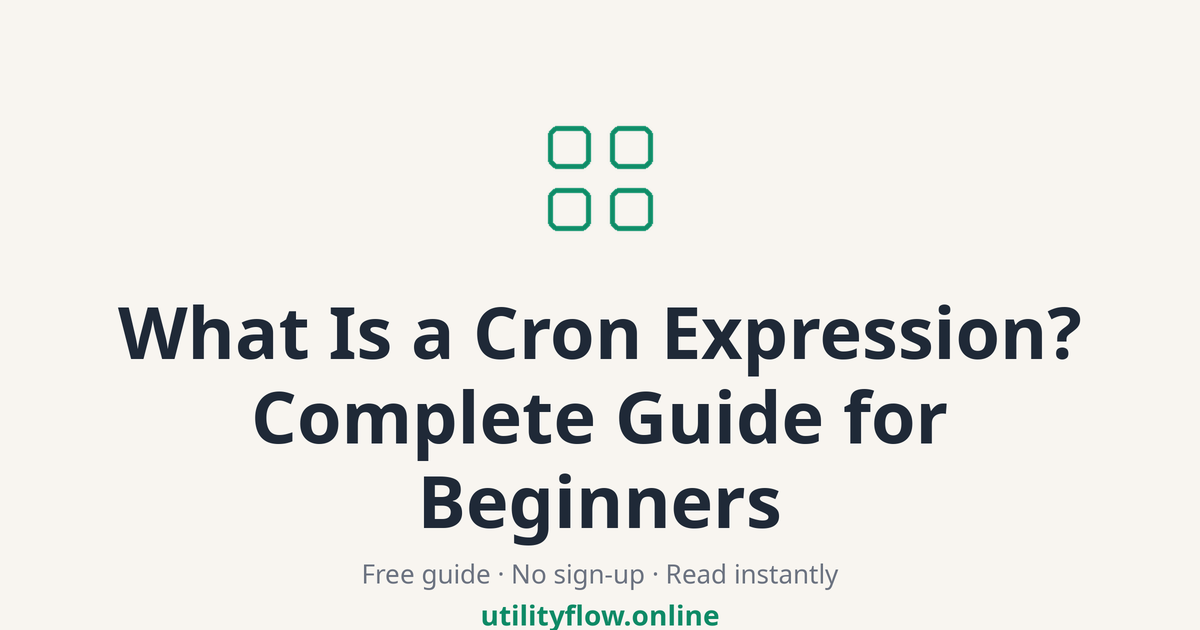 What Is a Cron Expression?
Complete Guide for
Beginners
Free guide · No sign-up · Read instantly
utilityflow.online